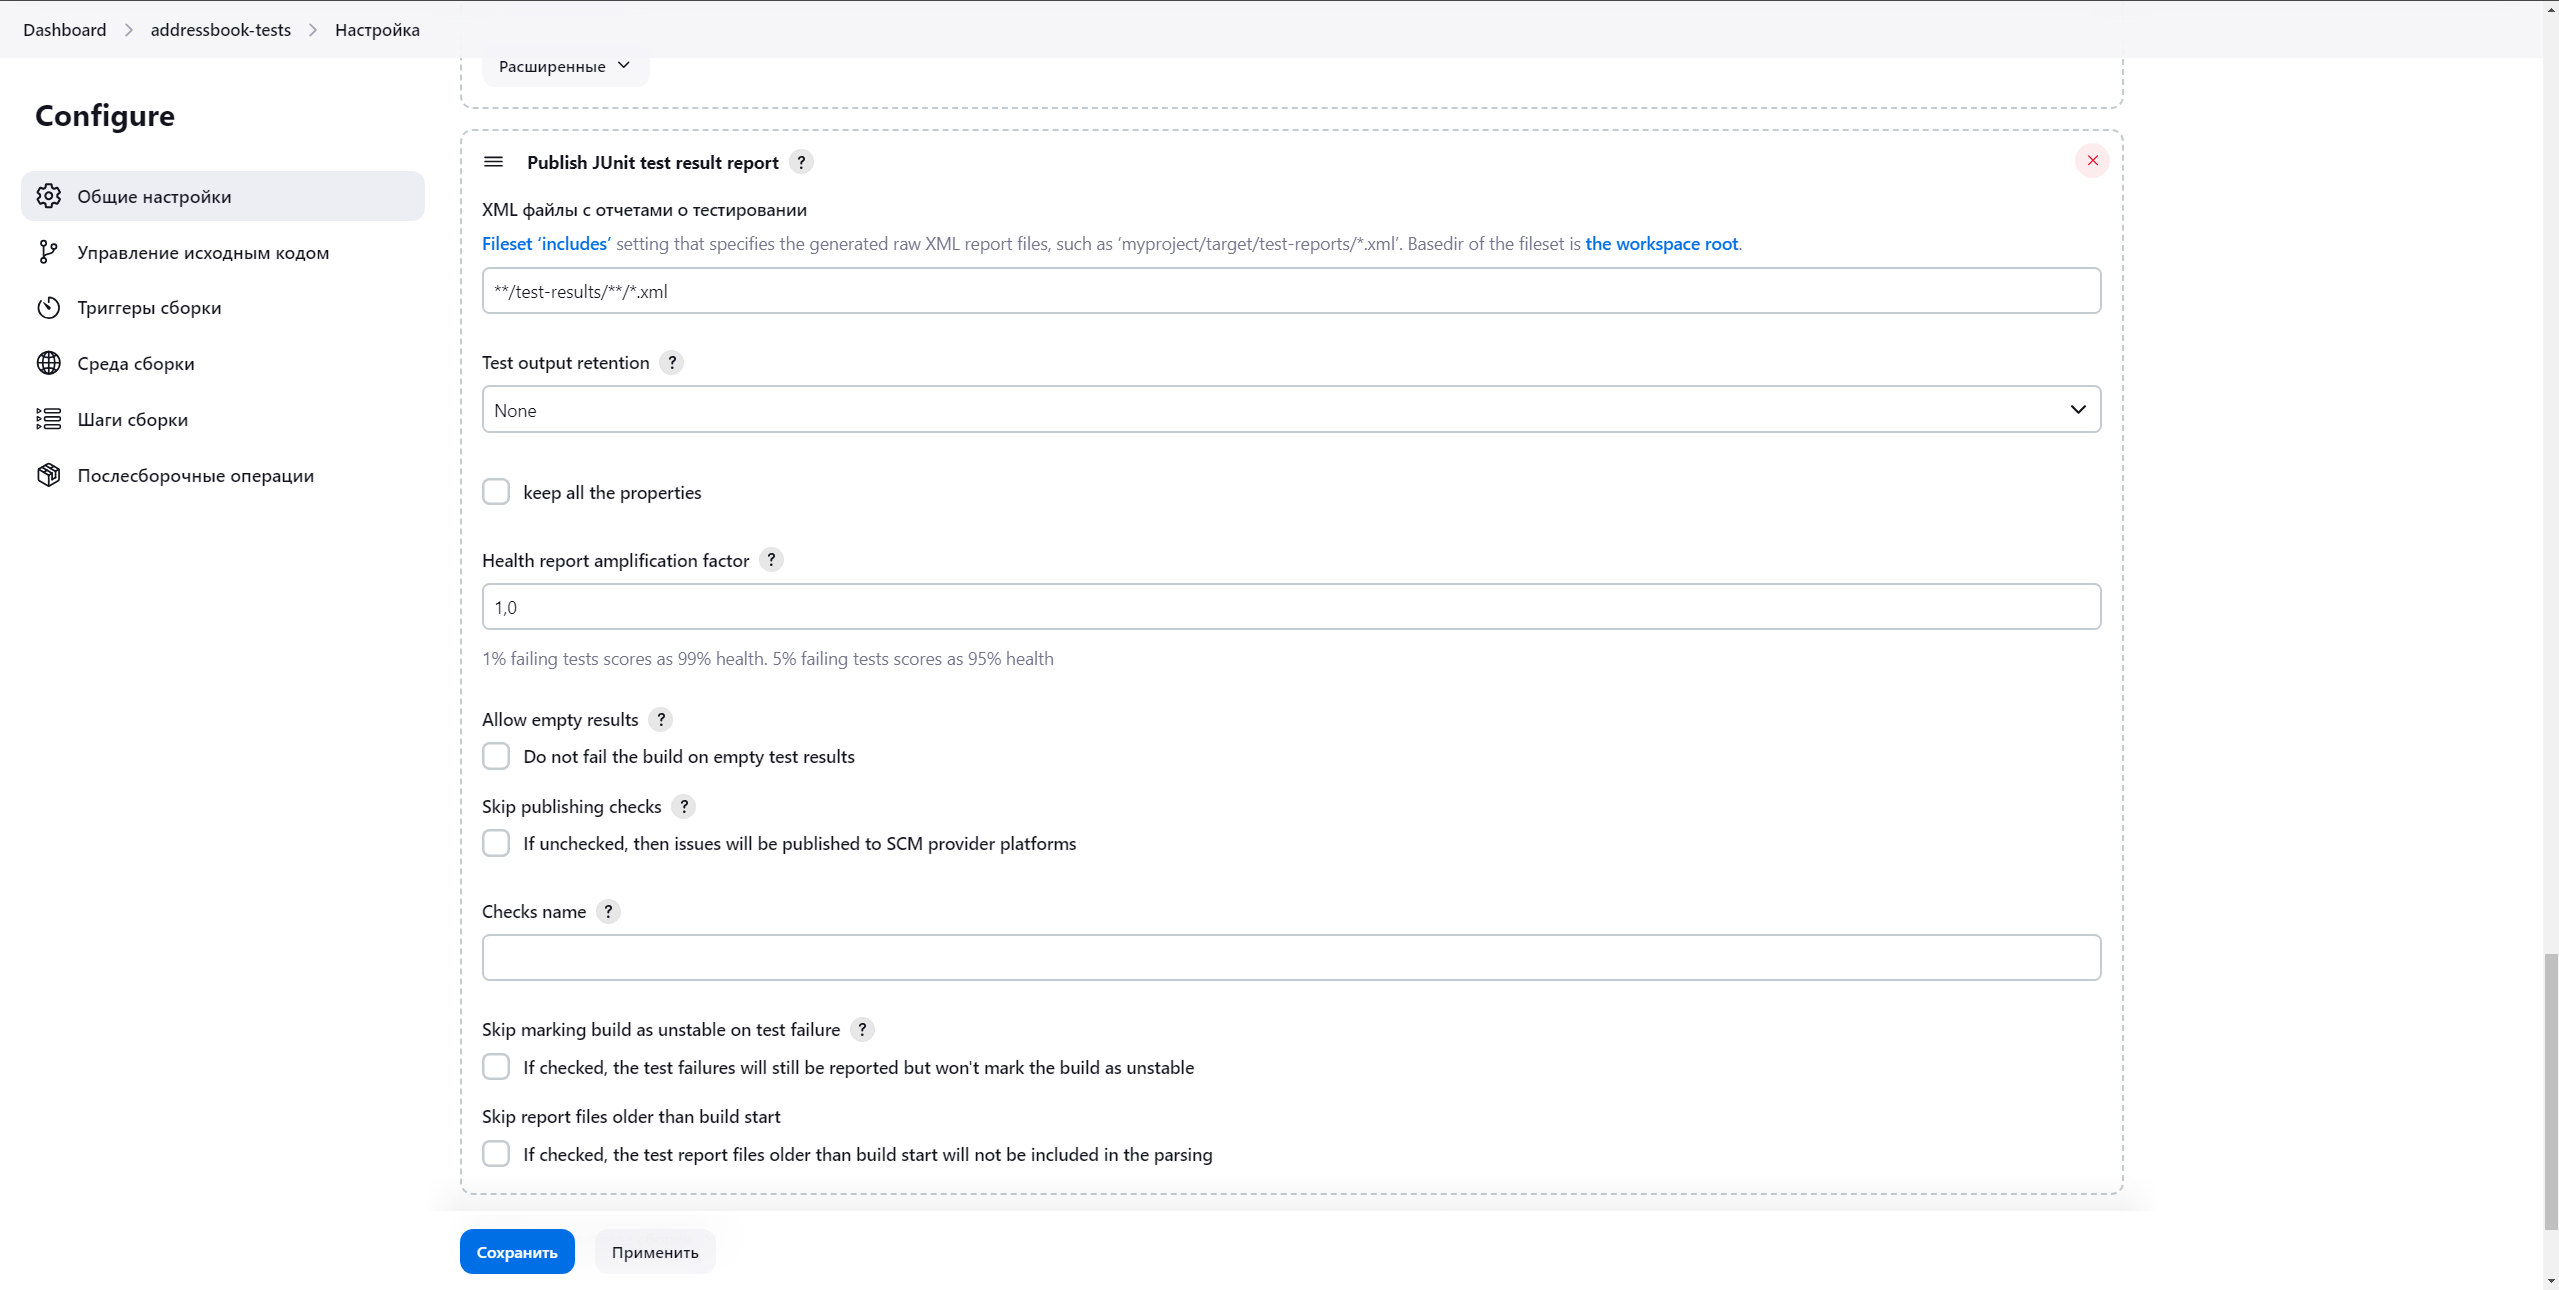 Dashboard
addressbook-tests
Настройка
Расширенные
Configure
Общие настройки
Управление исходным кодом
Триггеры сборки
Среда сборки
Шаги сборки
Послесборочные операции
Publish JUnit test result report ?
XML файлы с отчетами о тестировании
Fileset ‘includes’ setting that specifies the generated raw XML report files, such as ‘myproject/target/test-reports/*.xml’. Basedir of the fileset is the workspace root.
**/test-results/**/*.xml
Test output retention ?
None
keep all the properties
Health report amplification factor ?
1,0
1% failing tests scores as 99% health. 5% failing tests scores as 95% health
Allow empty results ?
Do not fail the build on empty test results
Skip publishing checks ?
If unchecked, then issues will be published to SCM provider platforms
Checks name ?
Skip marking build as unstable on test failure ?
If checked, the test failures will still be reported but won't mark the build as unstable
Skip report files older than build start
If checked, the test report files older than build start will not be included in the parsing
Сохранить
Применить